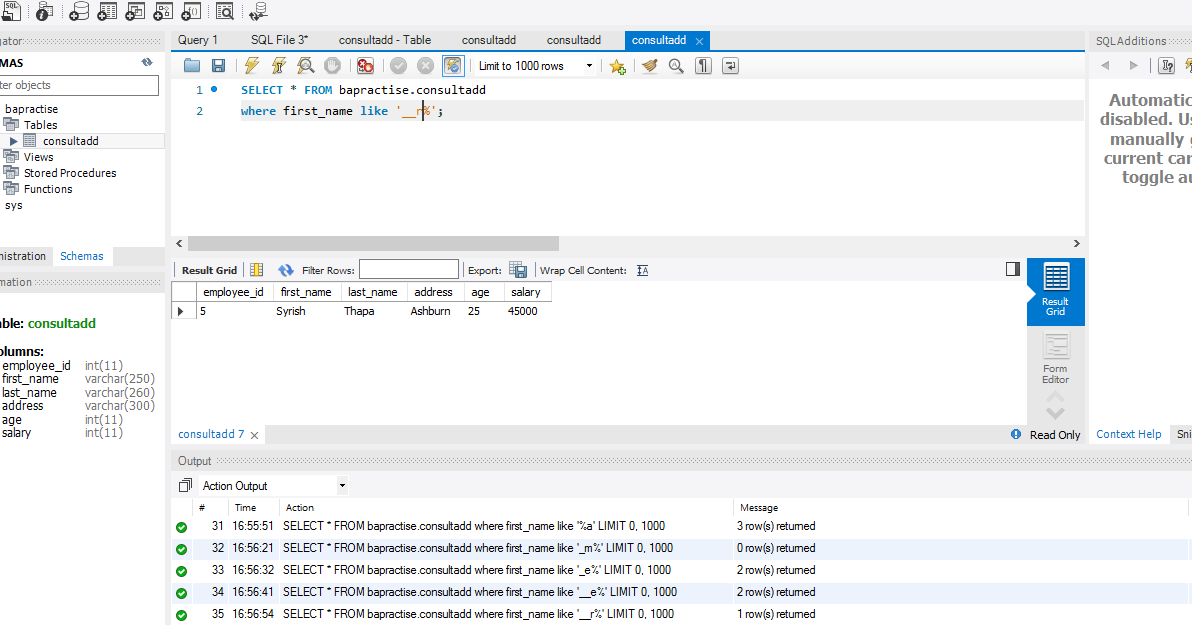 SQL
gator
Query 1 SQL File 3* consultadd - Table consultadd consultadd consultadd SQLAdditions
MAS
ter objects
Limit to 1000 rows
bapractise
Tables
consultadd
Views
Stored Procedures
Functions
sys
nistration Schemas
mation
ble: consultadd
olumns:
employee_id int(11)
first_name varchar(250)
last_name varchar(260)
address varchar(300)
age int(11)
salary int(11)
1 SELECT * FROM bapractise.consultadd
2 where first_name like '__r%';
Automatic
disabled. Us
manually g
current car
toggle au
Result Grid Filter Rows: Export: Wrap Cell Content: IA
employee_id first_name last_name address age salary
5 Syrish Thapa Ashburn 25 45000
Result
Grid
Form
Editor
consultadd 7 Read Only Context Help Sni
Output
Action Output
# Time Action Message
31 16:55:51 SELECT * FROM bapractise.consultadd where first_name like '%a' LIMIT 0, 1000 3 row(s) returned
32 16:56:21 SELECT * FROM bapractise.consultadd where first_name like '_m%' LIMIT 0, 1000 0 row(s) returned
33 16:56:32 SELECT * FROM bapractise.consultadd where first_name like '_e%' LIMIT 0, 1000 2 row(s) returned
34 16:56:41 SELECT * FROM bapractise.consultadd where first_name like '__e%' LIMIT 0, 1000 2 row(s) returned
35 16:56:54 SELECT * FROM bapractise.consultadd where first_name like '__r%' LIMIT 0, 1000 1 row(s) returned